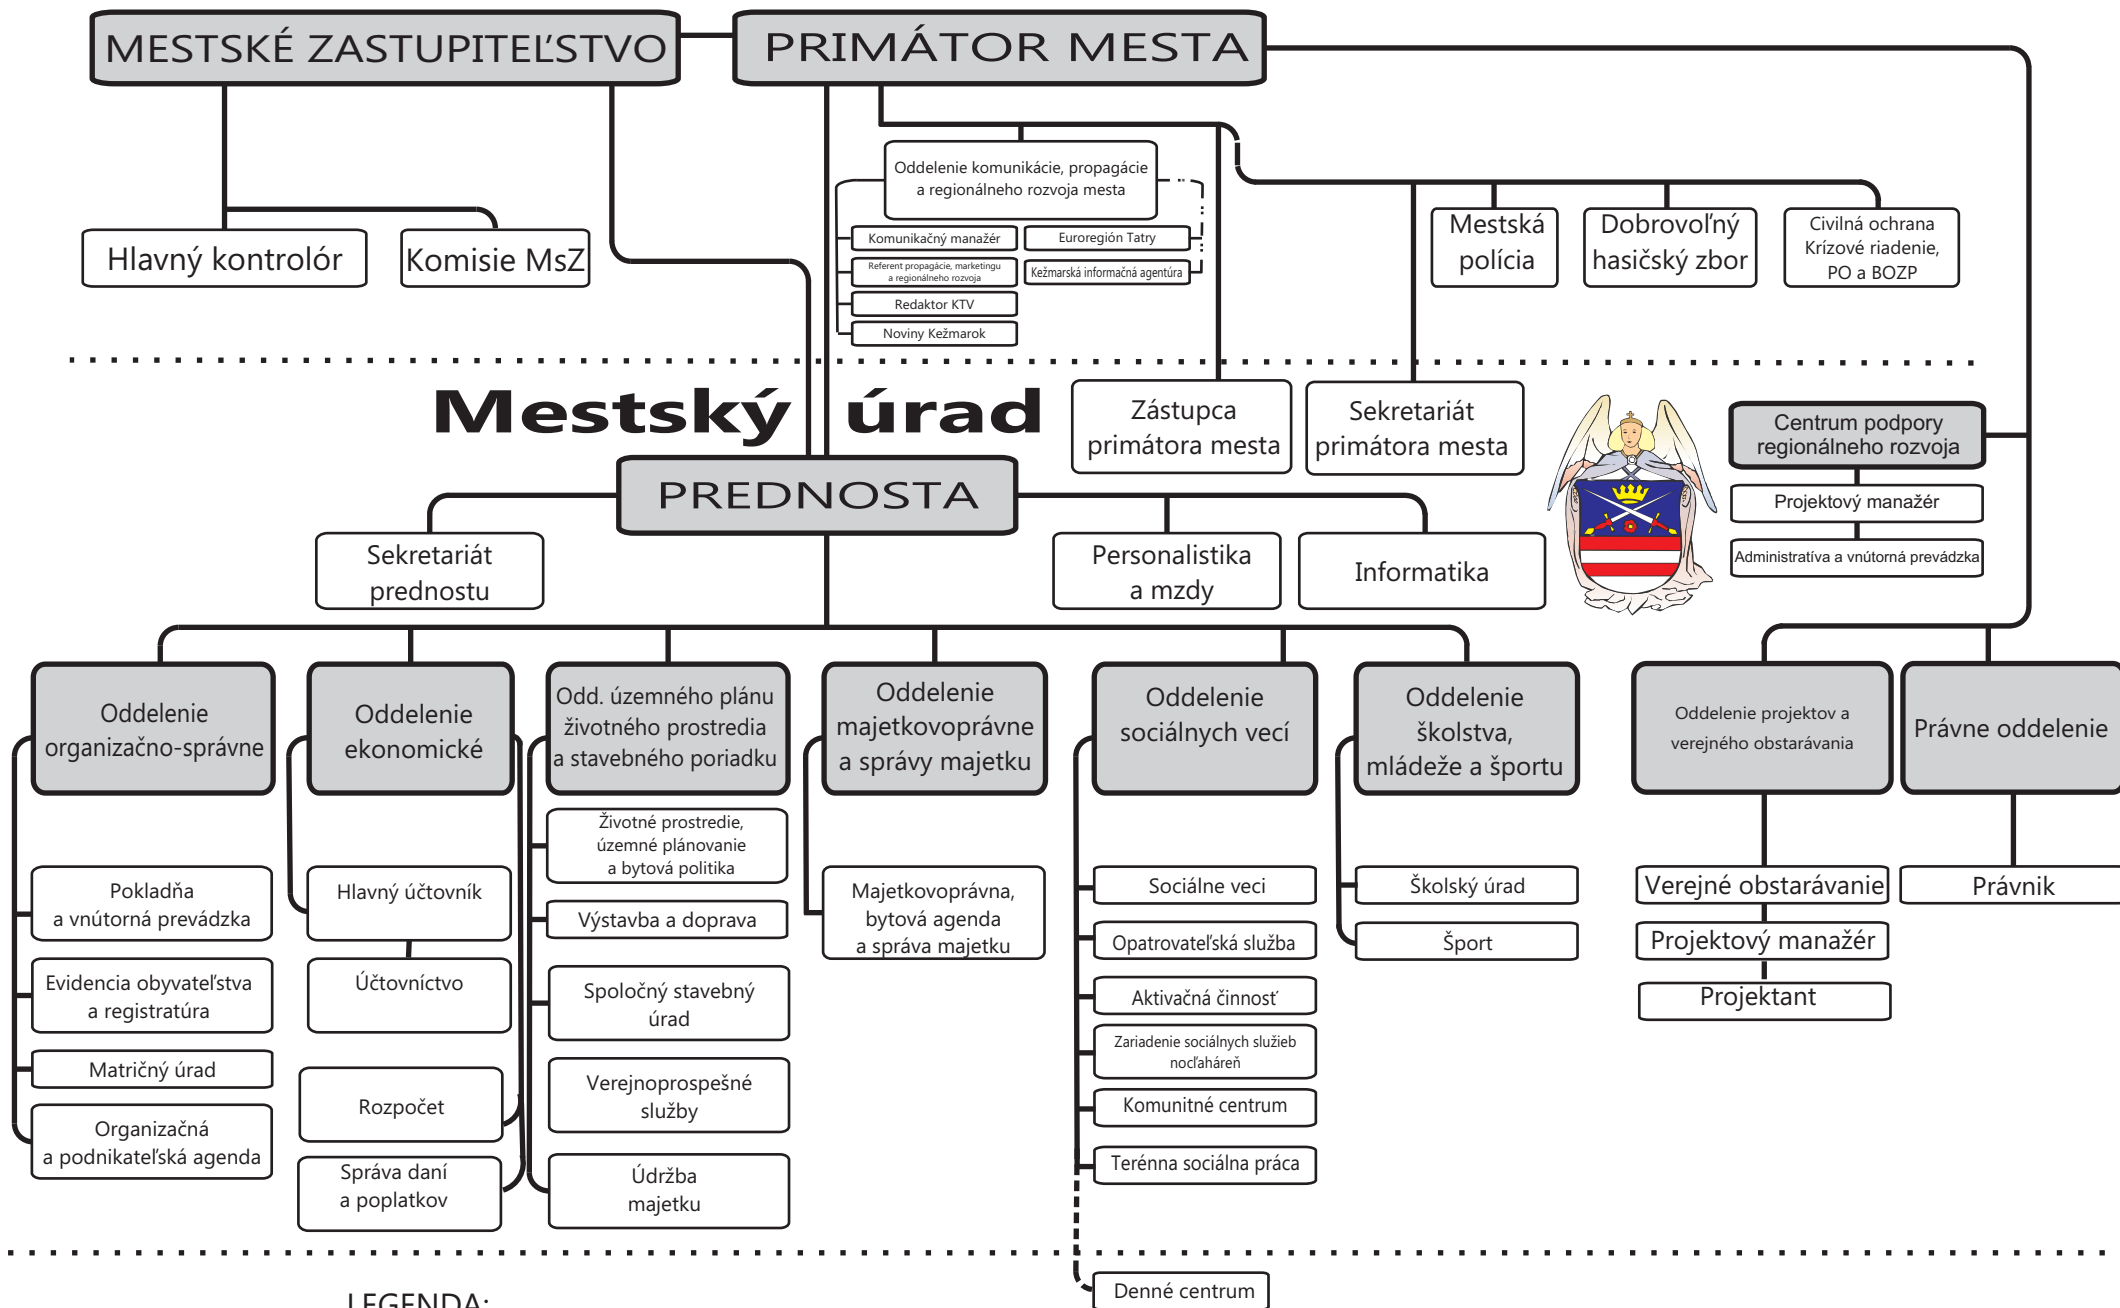 MESTSKÉ ZASTUPITEĽSTVO
PRIMÁTOR MESTA
Oddelenie komunikácie, propagácie
a regionálneho rozvoja mesta
Komunikačný manažér
Referent propagácie, marketingu
a regionálneho rozvoja
Redaktor KTV
Noviny Kežmarok
Euroregión Tatry
Kežmarská informačná agentúra
Hlavný kontrolór
Komisie MsZ
Mestská
polícia
Dobrovoľný
hasičský zbor
Civilná ochrana
Krízové riadenie,
PO a BOZP
Mestský úrad
Zástupca
primátora mesta
Sekretariát
primátora mesta
Centrum podpory
regionálneho rozvoja
Projektový manažér
Administratíva a vnútorná prevádzka
PREDNOSTA
Sekretariát
prednostu
Personalistika
a mzdy
Informatika
Oddelenie
organizačno-správne
Pokladňa
a vnútorná prevádzka
Evidencia obyvateľstva
a registratúra
Matričný úrad
Organizačná
a podnikateľská agenda
Oddelenie
ekonomické
Hlavný účtovník
Účtovníctvo
Rozpočet
Správa daní
a poplatkov
Odd. územného plánu
životného prostredia
a stavebného poriadku
Životné prostredie,
územné plánovanie
a bytová politika
Výstavba a doprava
Spoločný stavebný
úrad
Verejnoprospešné
služby
Údržba
majetku
Oddelenie
majetkovoprávne
a správy majetku
Majetkovoprávna,
bytová agenda
a správa majetku
Oddelenie
sociálnych vecí
Sociálne veci
Opatrovateľská služba
Aktivačná činnosť
Zariadenie sociálnych služieb
nocľaháreň
Komunitné centrum
Terénna sociálna práca
Denné centrum
Oddelenie
školstva,
mládeže a športu
Školský úrad
Šport
Oddelenie projektov a
verejného obstarávania
Verejné obstarávanie
Projektový manažér
Projektant
Právne oddelenie
Právnik
LEGENDA: